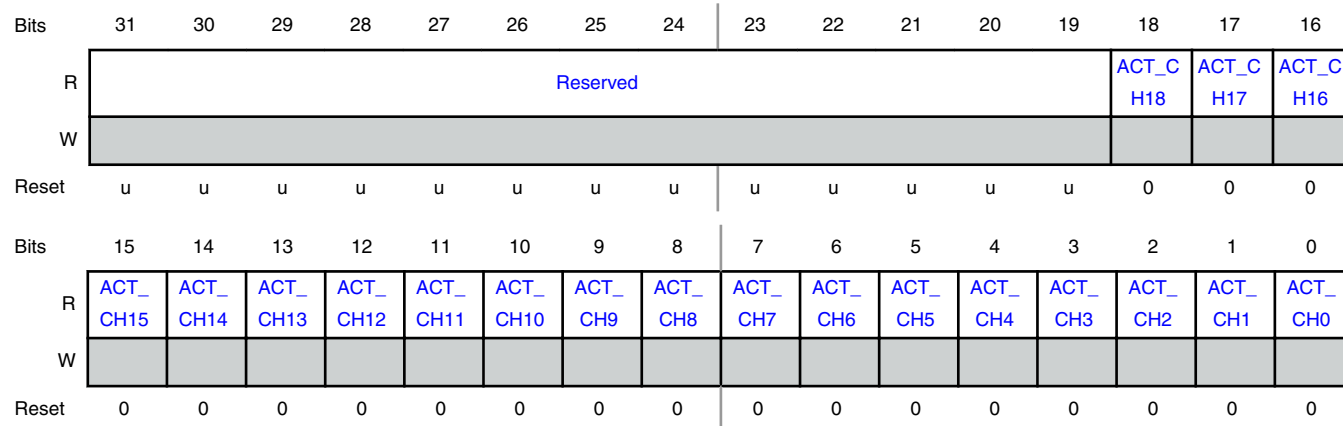 Bits 31 30 29 28 27 26 25 24 23 22 21 20 19 18 17 16
R Reserved ACT_C ACT_C ACT_C
H18 H17 H16
W
Reset u u u u u u u u u u u u u 0 0 0
Bits 15 14 13 12 11 10 9 8 7 6 5 4 3 2 1 0
R ACT_ ACT_ ACT_ ACT_ ACT_ ACT_ ACT_ ACT_ ACT_ ACT_ ACT_ ACT_ ACT_ ACT_ ACT_ ACT_
CH15 CH14 CH13 CH12 CH11 CH10 CH9 CH8 CH7 CH6 CH5 CH4 CH3 CH2 CH1 CH0
W
Reset 0 0 0 0 0 0 0 0 0 0 0 0 0 0 0 0